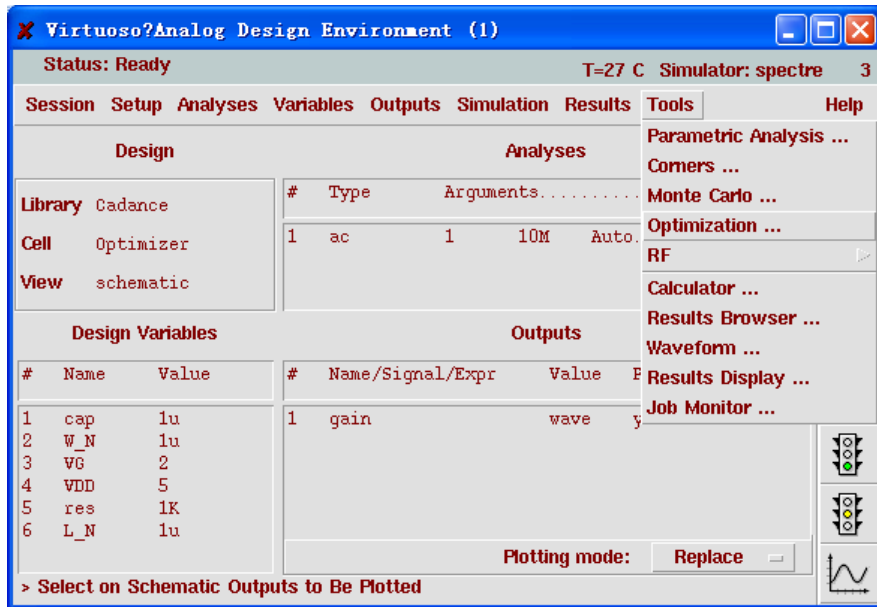 Virtuoso?Analog Design Environment (1)
Status: Ready
T=27 C Simulator: spectre 3
Session Setup Analyses Variables Outputs Simulation Results Tools Help
Design
Library Cadance
Cell Optimizer
View schematic
Analyses
# Type Arguments..........
1 ac 1 10M Auto.
Parametric Analysis ...
Corners ...
Monte Carlo ...
Optimization ...
RF
Calculator ...
Results Browser ...
Waveform ...
Results Display ...
Job Monitor ...
Design Variables
# Name Value
1 cap 1u
2 W_N 1u
3 VG 2
4 VDD 5
5 res 1K
6 L_N 1u
Outputs
# Name/Signal/Expr Value P
1 gain wave y
Plotting mode: Replace
> Select on Schematic Outputs to Be Plotted